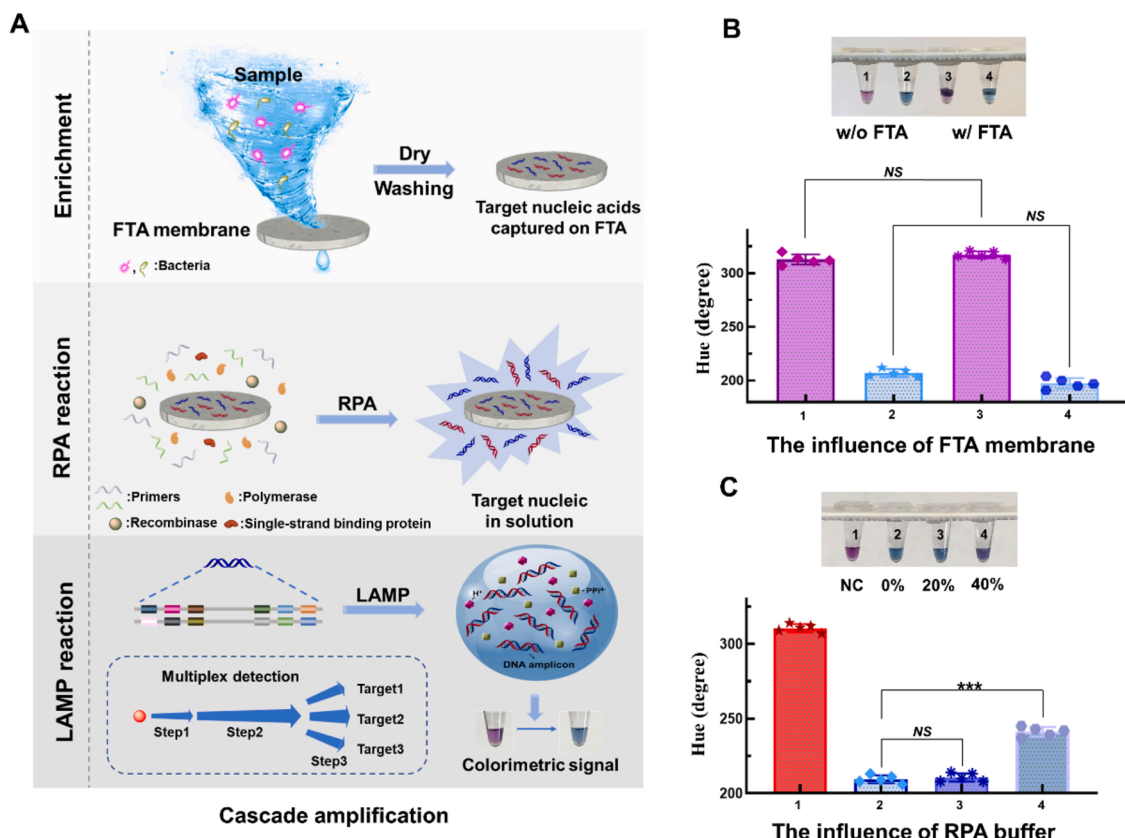 A
Enrichment
Sample
FTA membrane
, :Bacteria
Dry
Washing
Target nucleic acids
captured on FTA
RPA reaction
RPA
:Primers
:Polymerase
:Recombinase
:Single-strand binding protein
Target nucleic
in solution
LAMP reaction
LAMP
H+
PPi4-
DNA amplicon
Multiplex detection
Step1
Step2
Step3
Target1
Target2
Target3
Colorimetric signal
Cascade amplification
B
1 2 3 4
w/o FTA w/ FTA
NS
NS
Hue (degree)
300
250
200
1 2 3 4
The influence of FTA membrane
C
1 2 3 4
NC 0% 20% 40%
***
NS
Hue (degree)
300
250
200
1 2 3 4
The influence of RPA buffer